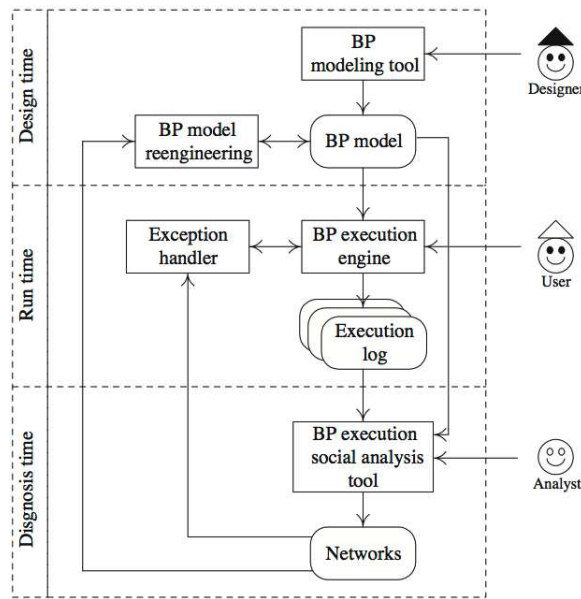 Design time
BP
modeling tool
Designer
BP model
reengineering
BP model
Run time
Exception
handler
BP execution
engine
User
Execution
log
Disgnosis time
BP execution
social analysis
tool
Analyst
Networks